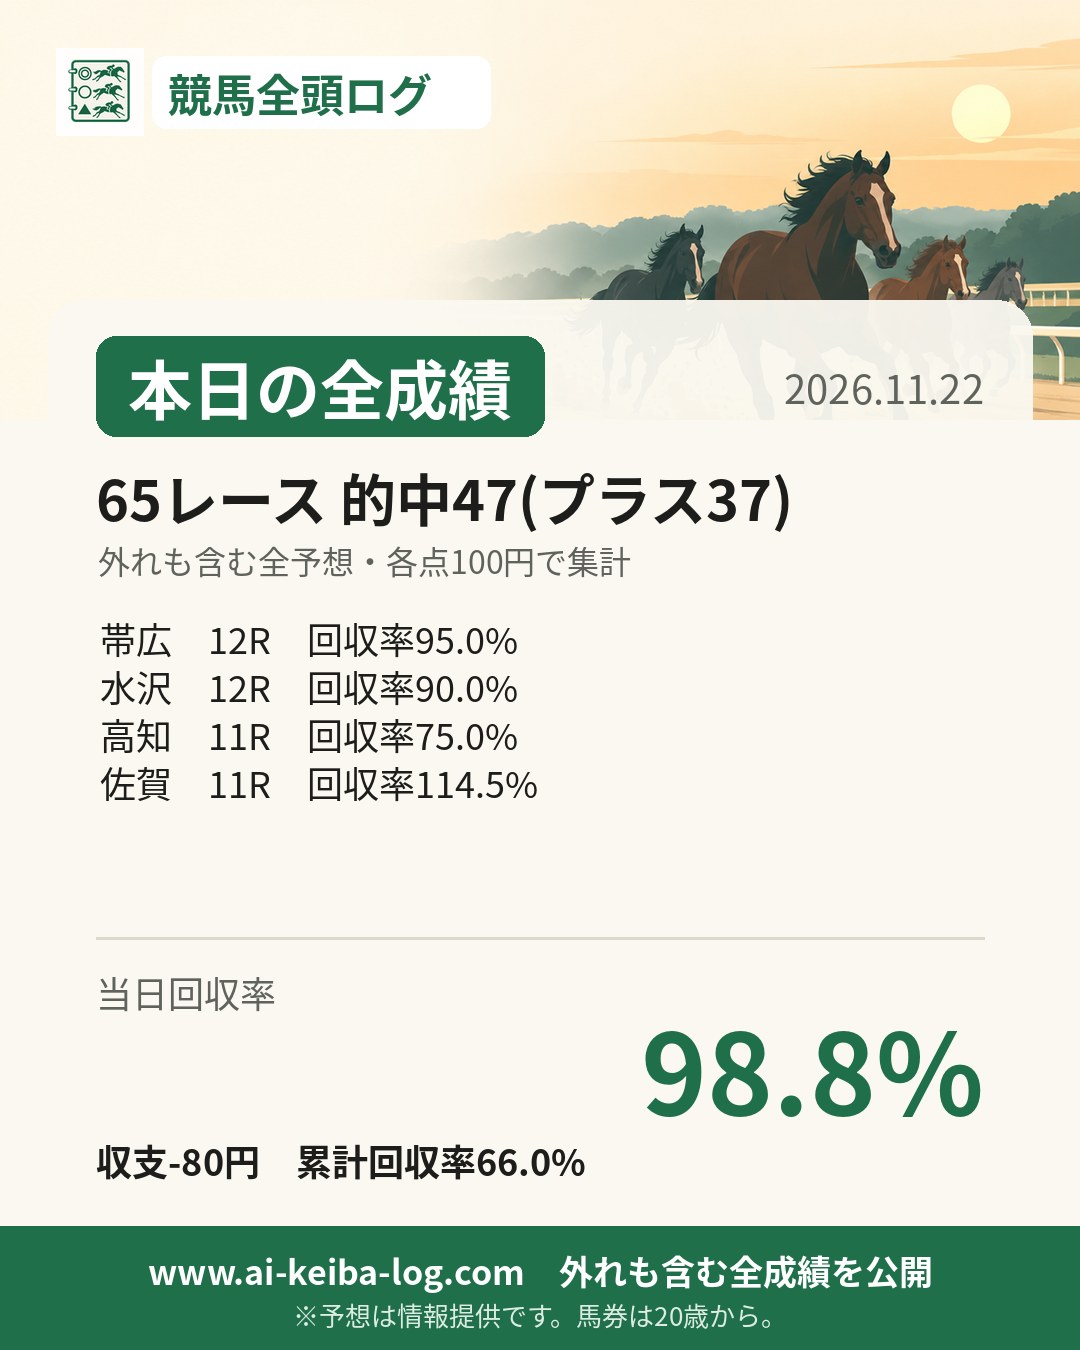 競馬全頭ログ
本日の全成績
2026.11.22
65レース 的中47(プラス37)
外れも含む全予想・各点100円で集計
帯広　12R　回収率95.0%
水沢　12R　回収率90.0%
高知　11R　回収率75.0%
佐賀　11R　回収率114.5%
当日回収率
98.8%
収支-80円　累計回収率66.0%
www.ai-keiba-log.com　外れも含む全成績を公開
※予想は情報提供です。馬券は20歳から。